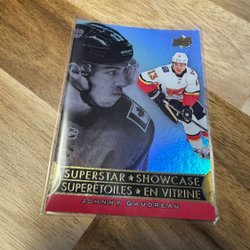 SUPERSTAR ★ SHOWCASE
SUPERÉTOILES ★ EN VITRINE
JOHNNY GAUDREAU